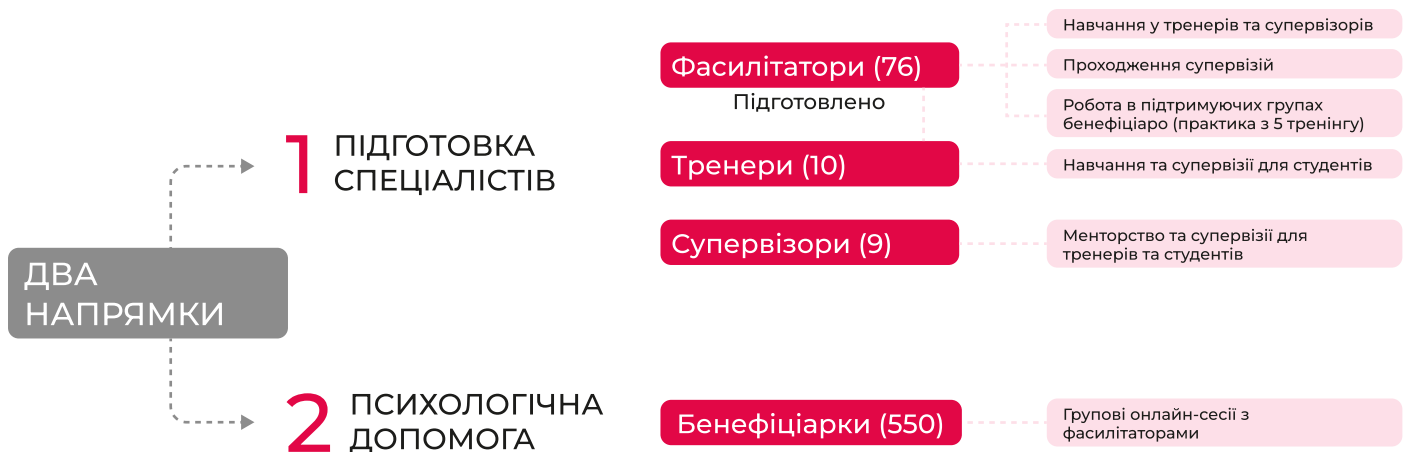 ДВА
НАПРЯМКИ
1
ПІДГОТОВКА
СПЕЦІАЛІСТІВ
Фасилітатори (76)
Підготовлено
Навчання у тренерів та супервізорів
Проходження супервізій
Робота в підтримуючих групах
бенефіціаро (практика з 5 тренінгу)
Тренери (10)
Навчання та супервізії для студентів
Супервізори (9)
Менторство та супервізії для
тренерів та студентів
2
ПСИХОЛОГІЧНА
ДОПОМОГА
Бенефіціарки (550)
Групові онлайн-сесії з
фасилітаторами